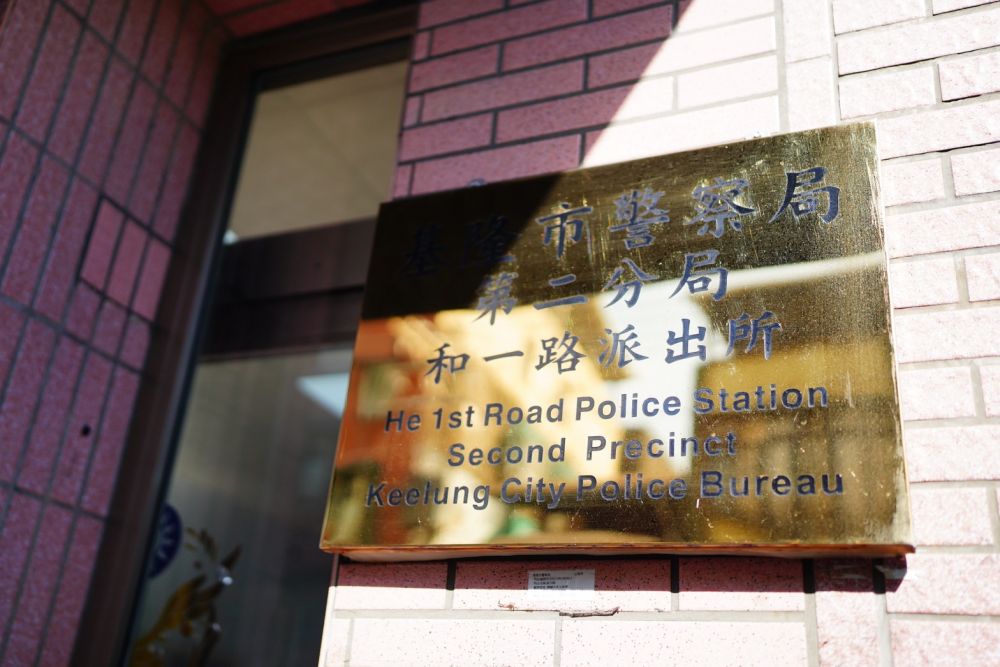 基隆市警察局
第二分局
和一路派出所
He 1st Road Police Station
Second Precinct
Keelung City Police Bureau